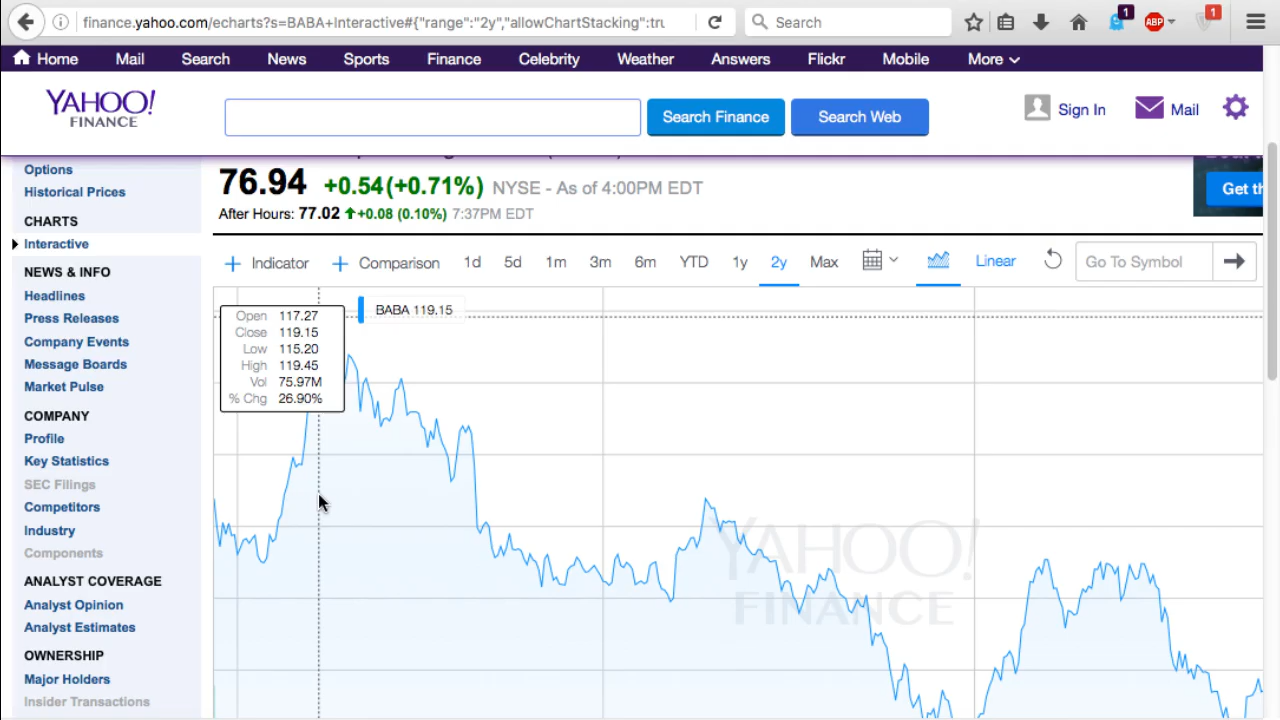 finance.yahoo.com/echarts?s=BABA+Interactive#{"range":"2y","allowChartStacking":tru
Search
1
ABP
1
Home Mail Search News Sports Finance Celebrity Weather Answers Flickr Mobile More
YAHOO!
FINANCE
Search Finance
Search Web
Sign In
Mail
Options
Historical Prices
CHARTS
Interactive
NEWS & INFO
Headlines
Press Releases
Company Events
Message Boards
Market Pulse
COMPANY
Profile
Key Statistics
SEC Filings
Competitors
Industry
Components
ANALYST COVERAGE
Analyst Opinion
Analyst Estimates
OWNERSHIP
Major Holders
Insider Transactions
76.94 +0.54(+0.71%) NYSE - As of 4:00PM EDT
After Hours: 77.02 +0.08 (0.10%) 7:37PM EDT
Get th
+ Indicator + Comparison 1d 5d 1m 3m 6m YTD 1y 2y Max Linear Go To Symbol
BABA 119.15
Open 117.27
Close 119.15
Low 115.20
High 119.45
Vol 75.97M
% Chg 26.90%
YAHOO!
FINANCE